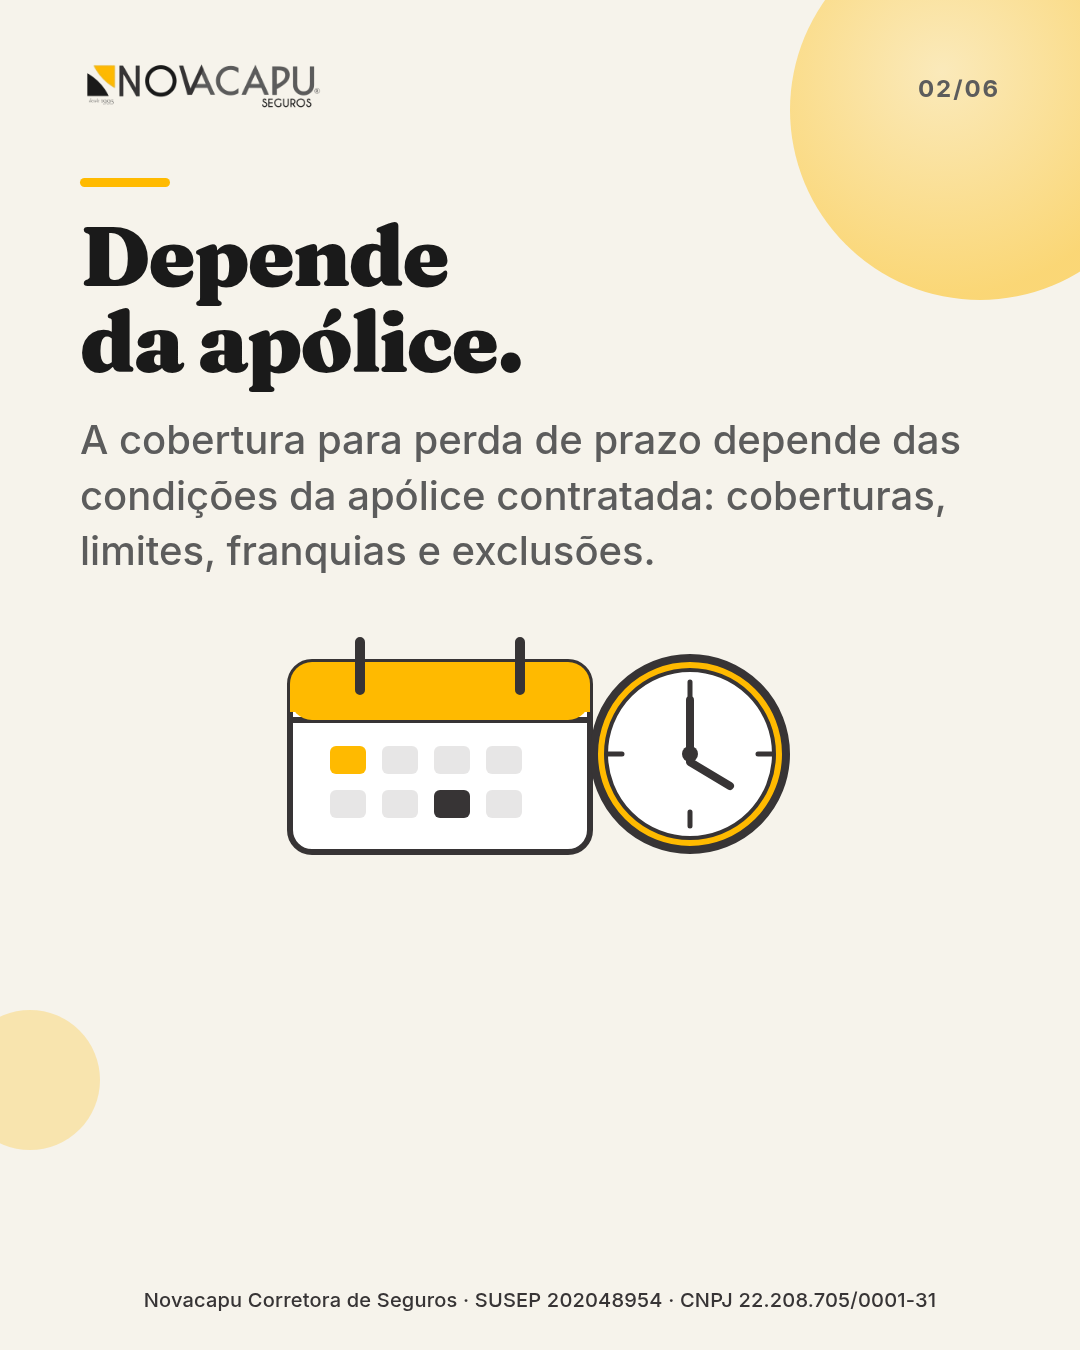 NOVACAPU
SEGUROS
02/06
Depende
da apólice.
A cobertura para perda de prazo depende das
condições da apólice contratada: coberturas,
limites, franquias e exclusões.
Novacapu Corretora de Seguros · SUSEP 202048954 · CNPJ 22.208.705/0001-31